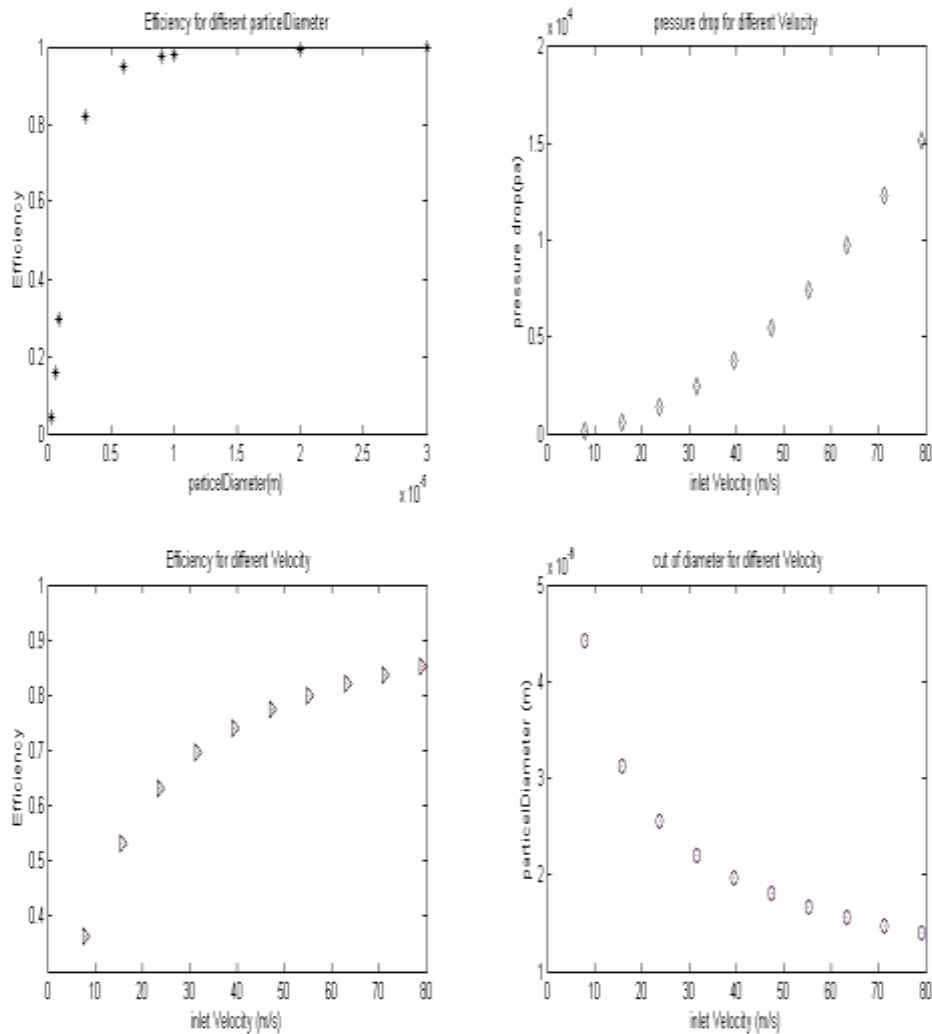 Efficiency for different particelDiameter
1
0.8
0.6
0.4
0.2
0
Efficiency
0 0.5 1 1.5 2 2.5 3
particelDiameter(m)
x 10
pressure drop for different Velocity
x 10^4
2
1.5
1
0.5
0
pressure drop(pa)
0 10 20 30 40 50 60 70 80
inlet Velocity (m/s)
Efficiency for different Velocity
1
0.9
0.8
0.7
0.6
0.5
0.4
Efficiency
0 10 20 30 40 50 60 70 80
inlet Velocity (m/s)
cut of diameter for different Velocity
x 10
5
4
3
2
1
particelDiameter (m)
0 10 20 30 40 50 60 70 80
inlet Velocity (m/s)